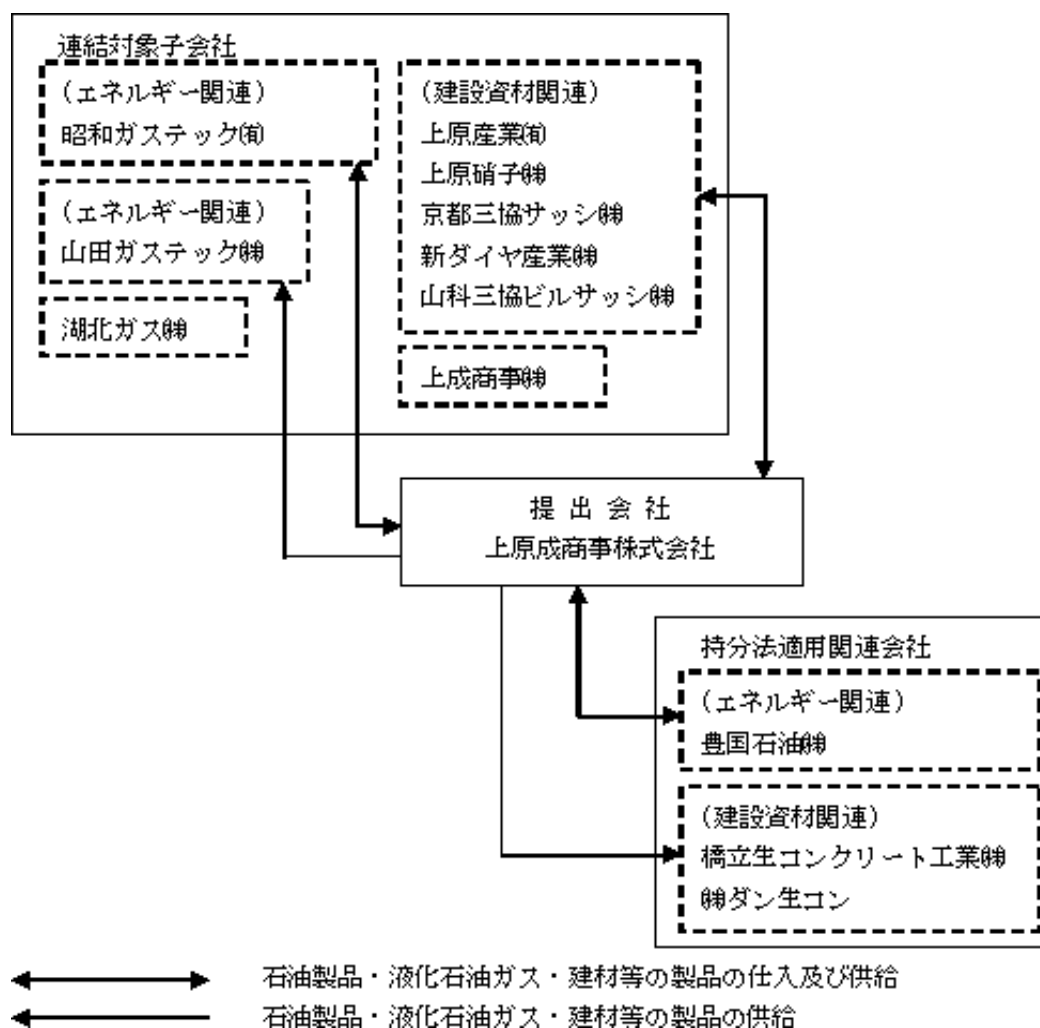 連結対象子会社
(エネルギー関連)
昭和ガステック㈲
(エネルギー関連)
山田ガステック㈱
湖北ガス㈱
(建設資材関連)
上原産業㈲
上原硝子㈱
京都三協サッシ㈱
新ダイヤ産業㈱
山科三協ビルサッシ㈱
上成商事㈱
提出会社
上原成商事株式会社
持分法適用関連会社
(エネルギー関連)
豊国石油㈱
(建設資材関連)
橋立生コンクリート工業㈱
㈱ダン生コン
石油製品・液化石油ガス・建材等の製品の仕入及び供給
石油製品・液化石油ガス・建材等の製品の供給